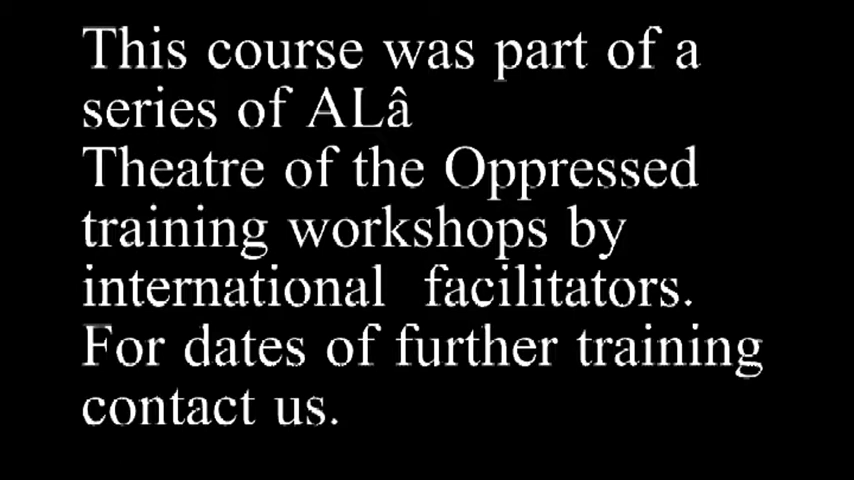 This course was part of a
series of ALâ
Theatre of the Oppressed
training workshops by
international facilitators.
For dates of further training
contact us.